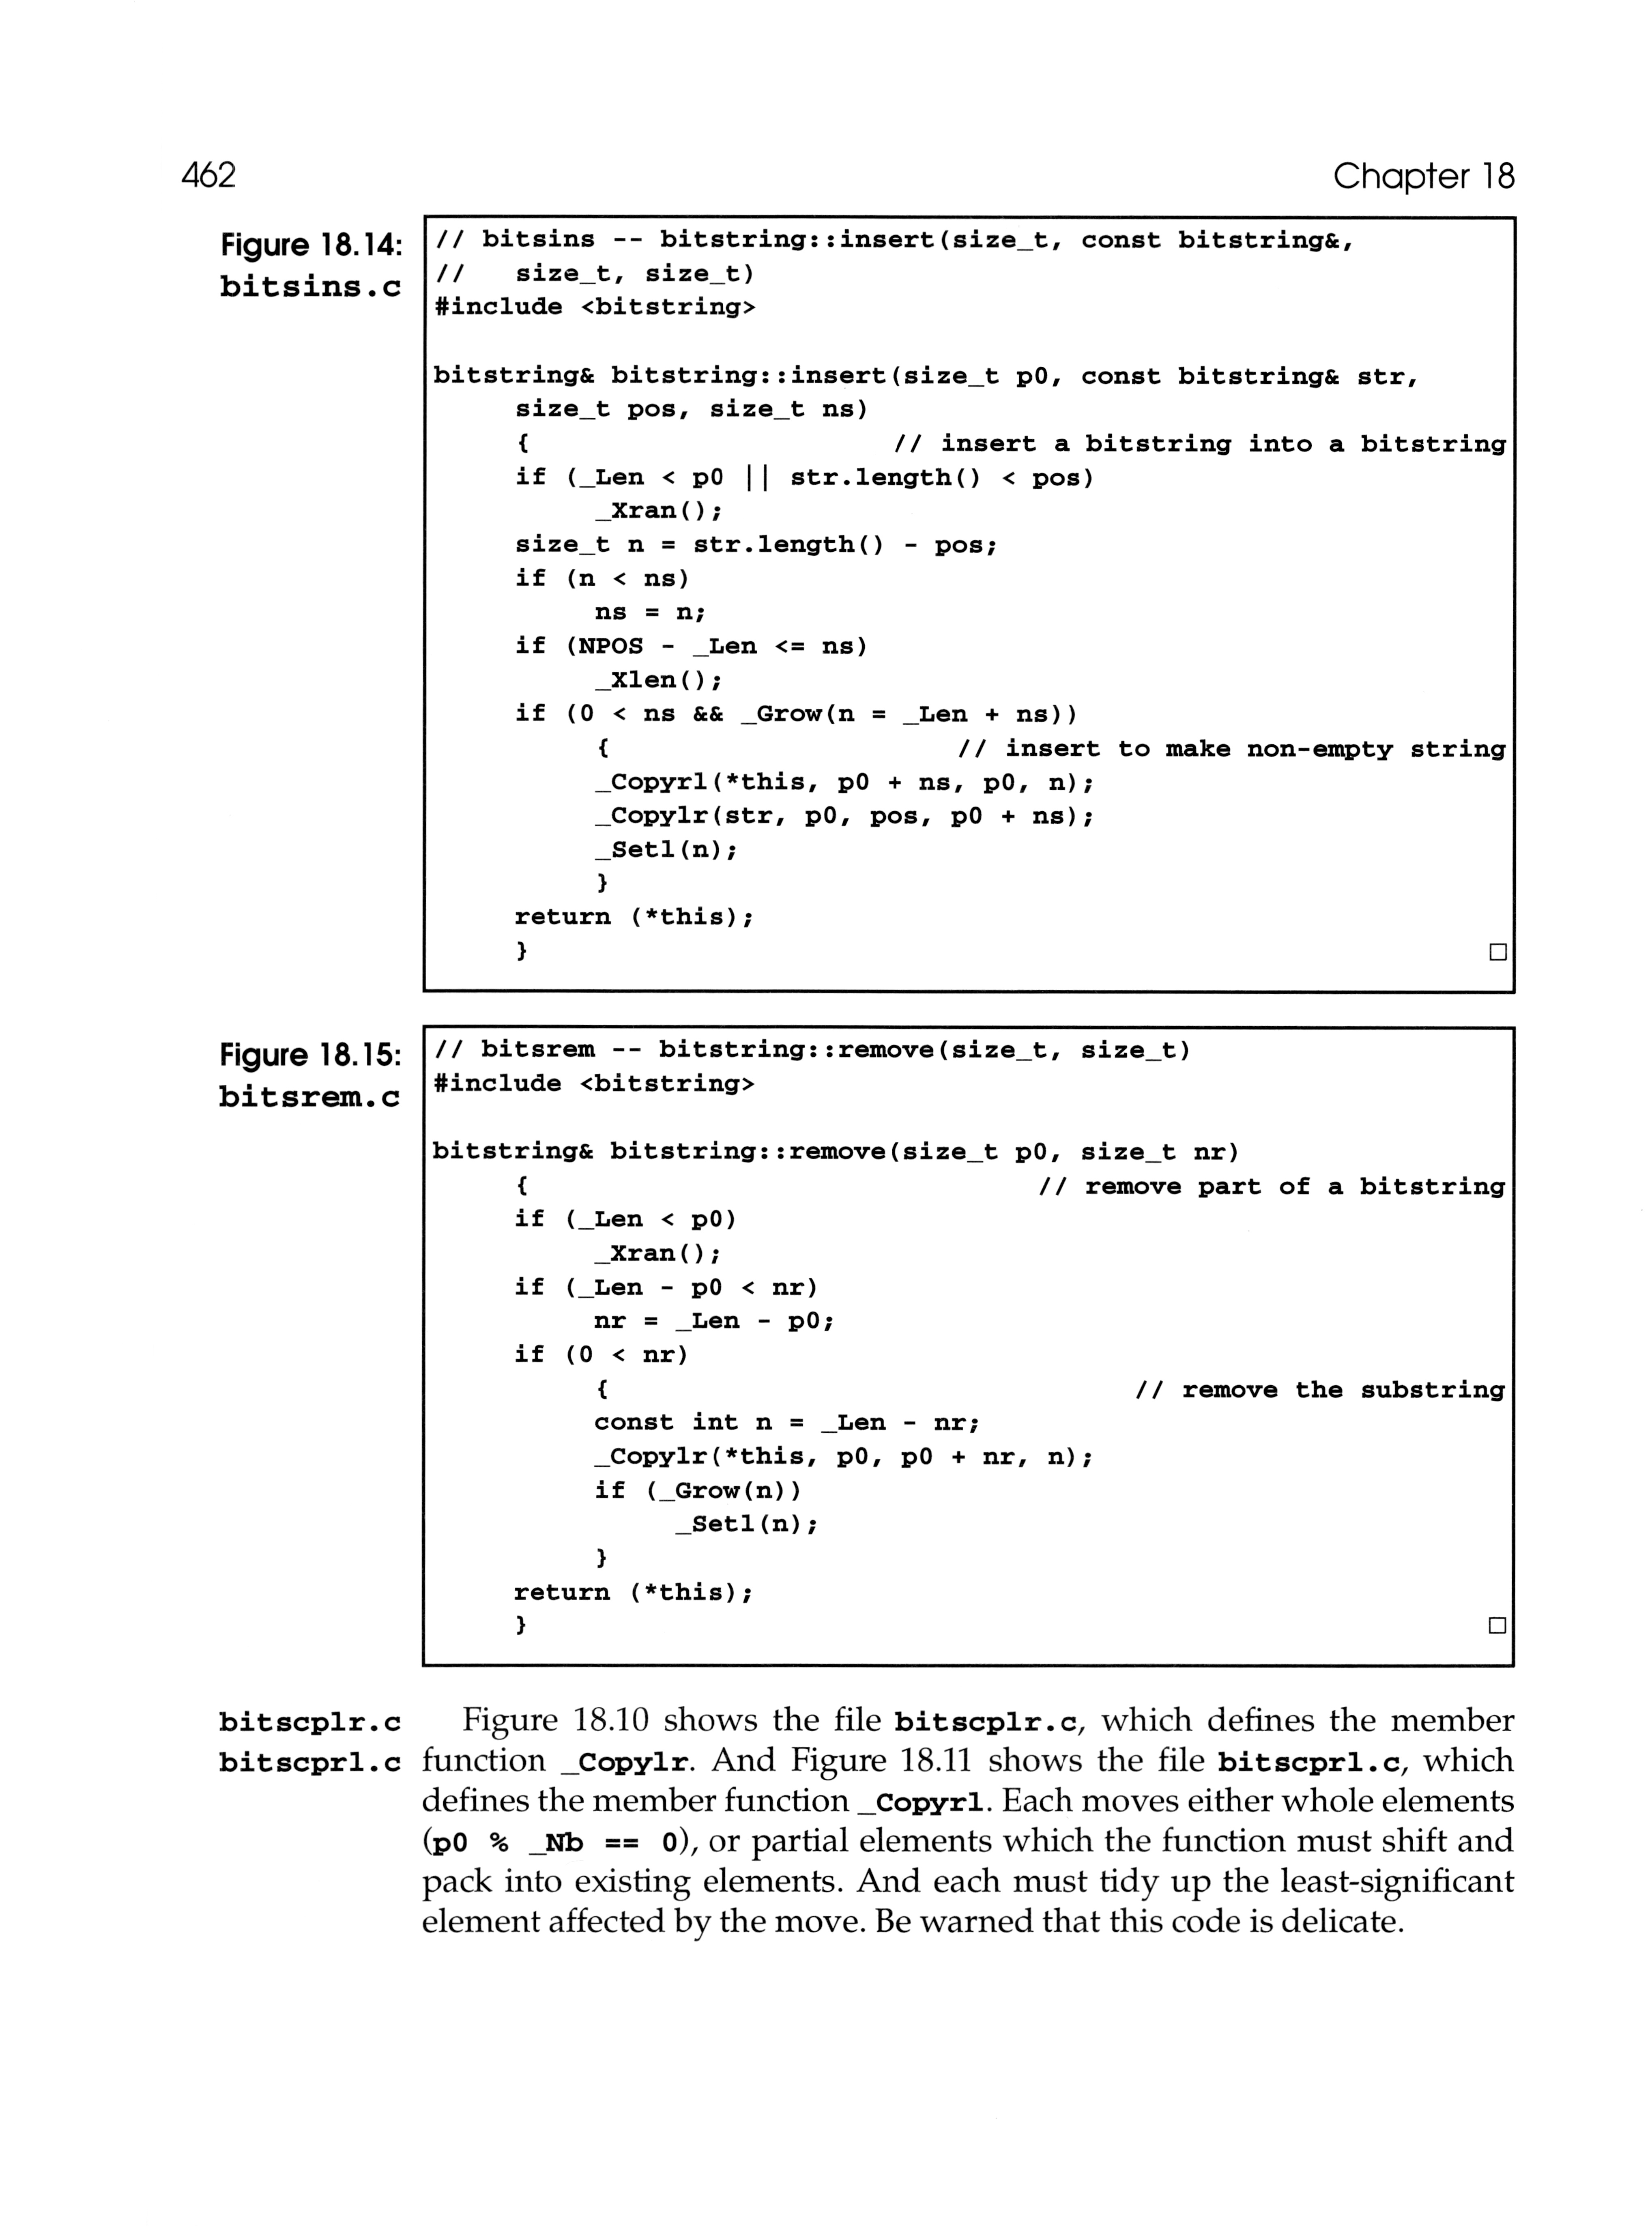 462 Chapter 18
Figure 18.14:
bitsins.c
// bitsins -- bitstring::insert(size_t, const bitstring&,
//   size_t, size_t)
#include <bitstring>
bitstring& bitstring::insert(size_t p0, const bitstring& str,
size_t pos, size_t ns)
{ // insert a bitstring into a bitstring
if (_Len < p0 || str.length() < pos)
_Xran();
size_t n = str.length() - pos;
if (n < ns)
ns = n;
if (NPOS - _Len <= ns)
_Xlen();
if (0 < ns && _Grow(n = _Len + ns))
{ // insert to make non-empty string
_Copyrl(*this, p0 + ns, p0, n);
_Copylr(str, p0, pos, p0 + ns);
_Setl(n);
}
return (*this);
} □
Figure 18.15:
bitsrem.c
// bitsrem -- bitstring::remove(size_t, size_t)
#include <bitstring>
bitstring& bitstring::remove(size_t p0, size_t nr)
{ // remove part of a bitstring
if (_Len < p0)
_Xran();
if (_Len - p0 < nr)
nr = _Len - p0;
if (0 < nr)
{ // remove the substring
const int n = _Len - nr;
_Copylr(*this, p0, p0 + nr, n);
if (_Grow(n))
_Setl(n);
}
return (*this);
} □
bitscplr.c
bitscprl.c
Figure 18.10 shows the file bitscplr.c, which defines the member
function _Copylr. And Figure 18.11 shows the file bitscprl.c, which
defines the member function _Copyrl. Each moves either whole elements
(p0 % _Nb == 0), or partial elements which the function must shift and
pack into existing elements. And each must tidy up the least-significant
element affected by the move. Be warned that this code is delicate.